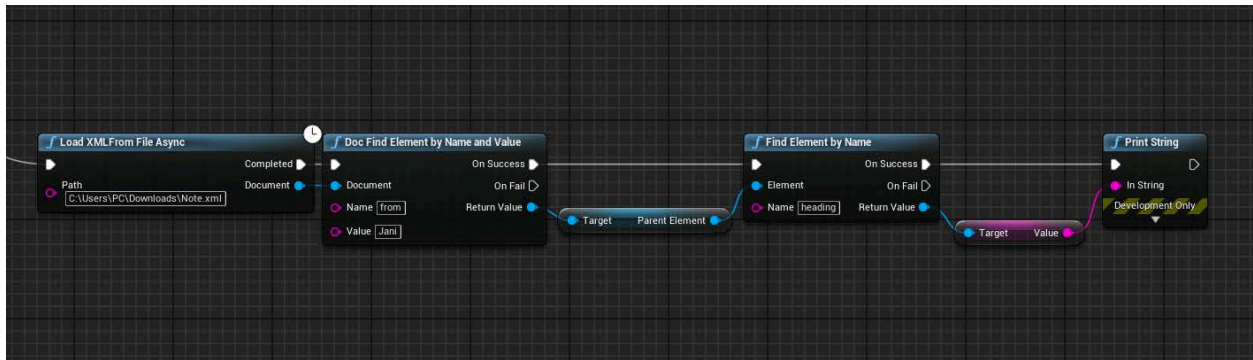 f Load XMLFrom File Async
Completed
Path
C:\Users\PC\Downloads\Note.xml
Document
f Doc Find Element by Name and Value
On Success
Document
On Fail
Name from
Return Value
Value Jani
Target Parent Element
f Find Element by Name
On Success
Element
On Fail
Name heading
Return Value
Target Value
f Print String
In String
Development Only